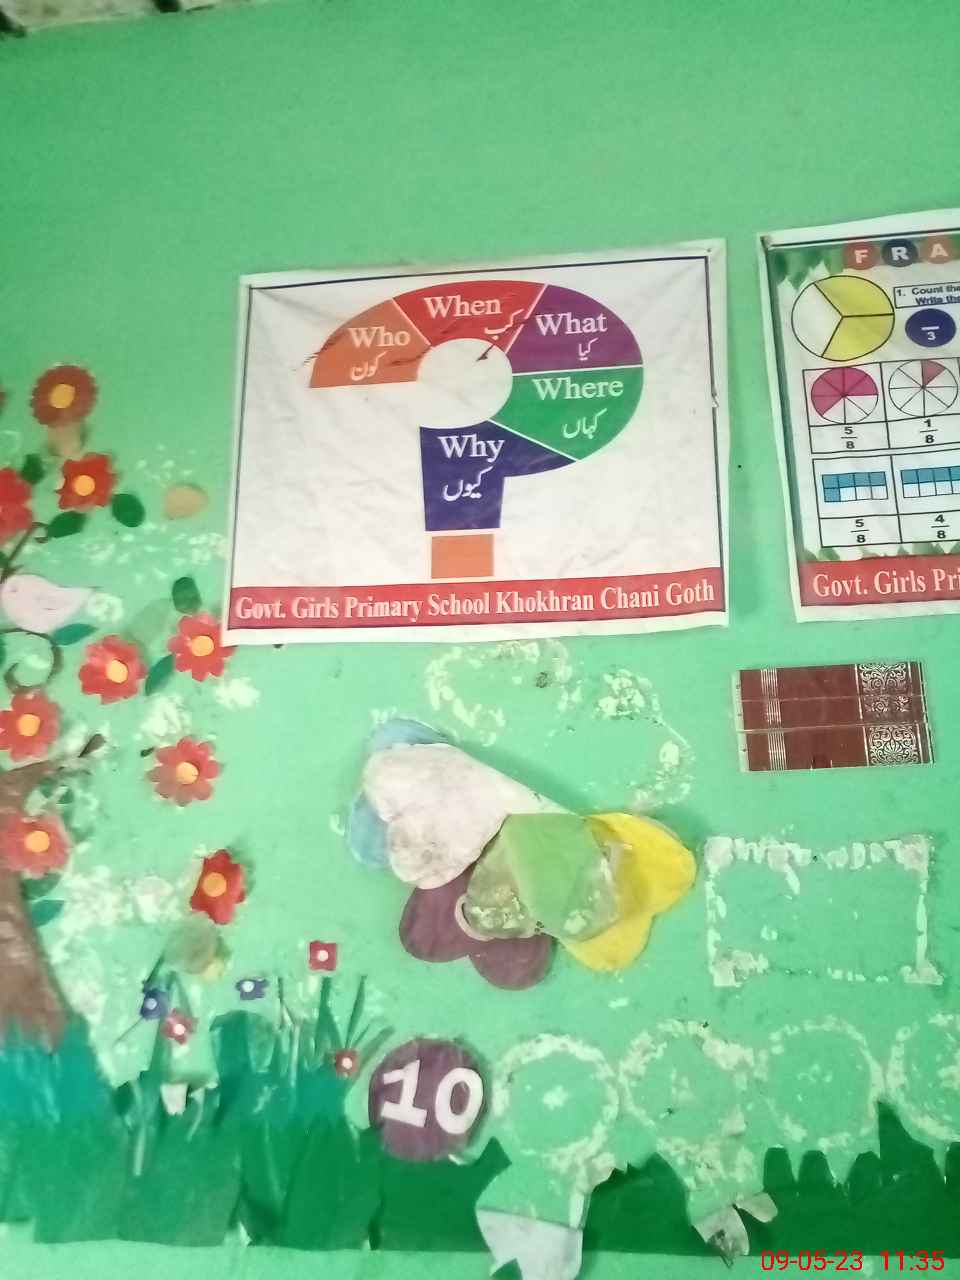 When
کب
Who
کون
What
کیا
Where
کہاں
Why
کیوں
Govt. Girls Primary School Khokhran Chani Goth
F R A
1. Count the
Write the
3
5/8
1/8
5/8
4/8
Govt. Girls Pri
10
09-05-23 11:35